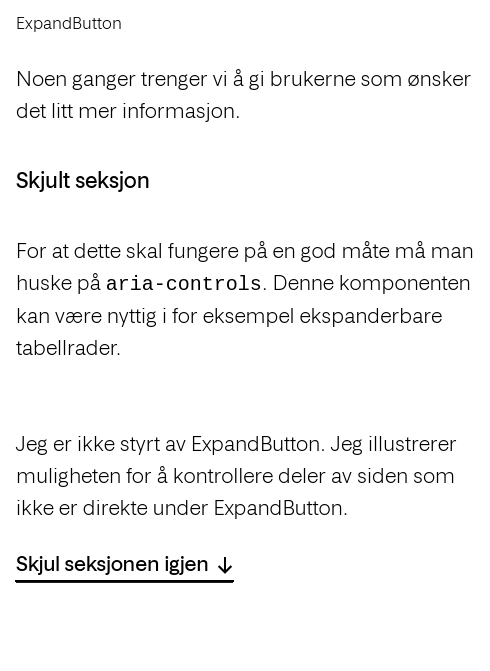 ExpandButton
Noen ganger trenger vi å gi brukerne som ønsker
det litt mer informasjon.
Skjult seksjon
For at dette skal fungere på en god måte må man
huske på aria-controls. Denne komponenten
kan være nyttig i for eksempel ekspanderbare
tabellrader.
Jeg er ikke styrt av ExpandButton. Jeg illustrerer
muligheten for å kontrollere deler av siden som
ikke er direkte under ExpandButton.
Skjul seksjonen igjen ↓